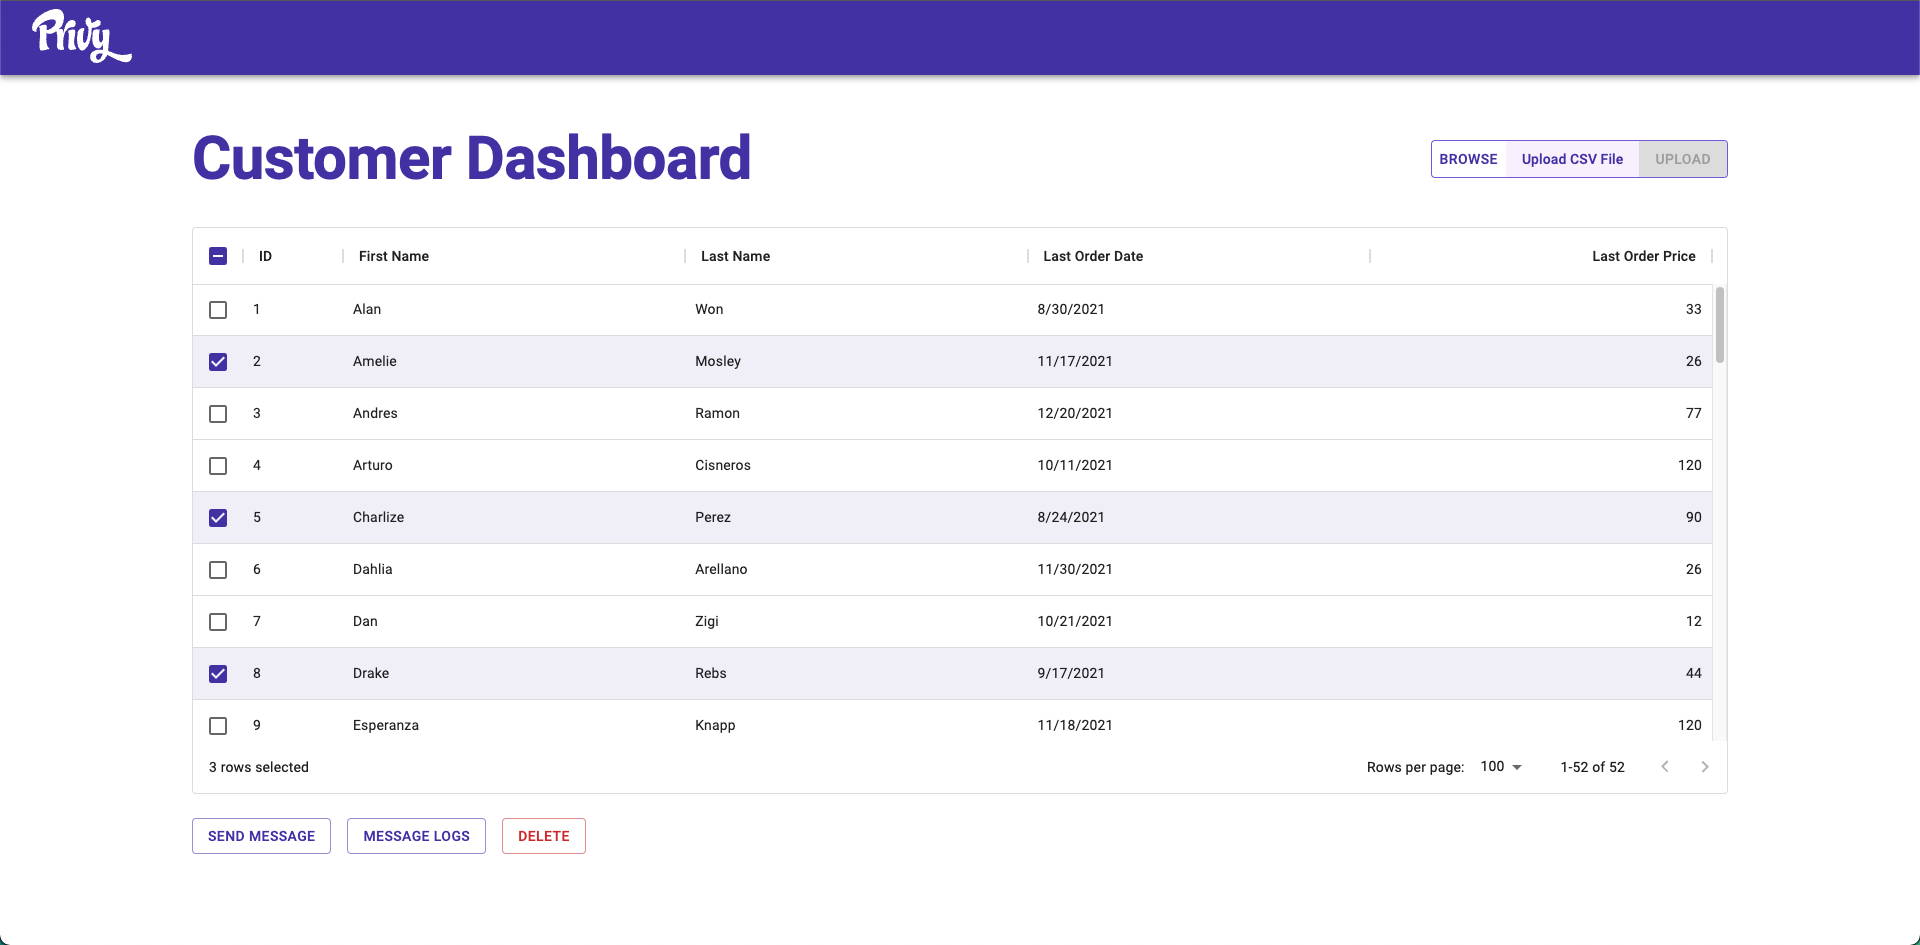 Privy
Customer Dashboard
BROWSE Upload CSV File UPLOAD
ID First Name Last Name Last Order Date Last Order Price
1 Alan Won 8/30/2021 33
2 Amelie Mosley 11/17/2021 26
3 Andres Ramon 12/20/2021 77
4 Arturo Cisneros 10/11/2021 120
5 Charlize Perez 8/24/2021 90
6 Dahlia Arellano 11/30/2021 26
7 Dan Zigi 10/21/2021 12
8 Drake Rebs 9/17/2021 44
9 Esperanza Knapp 11/18/2021 120
3 rows selected Rows per page: 100 1-52 of 52
SEND MESSAGE MESSAGE LOGS DELETE